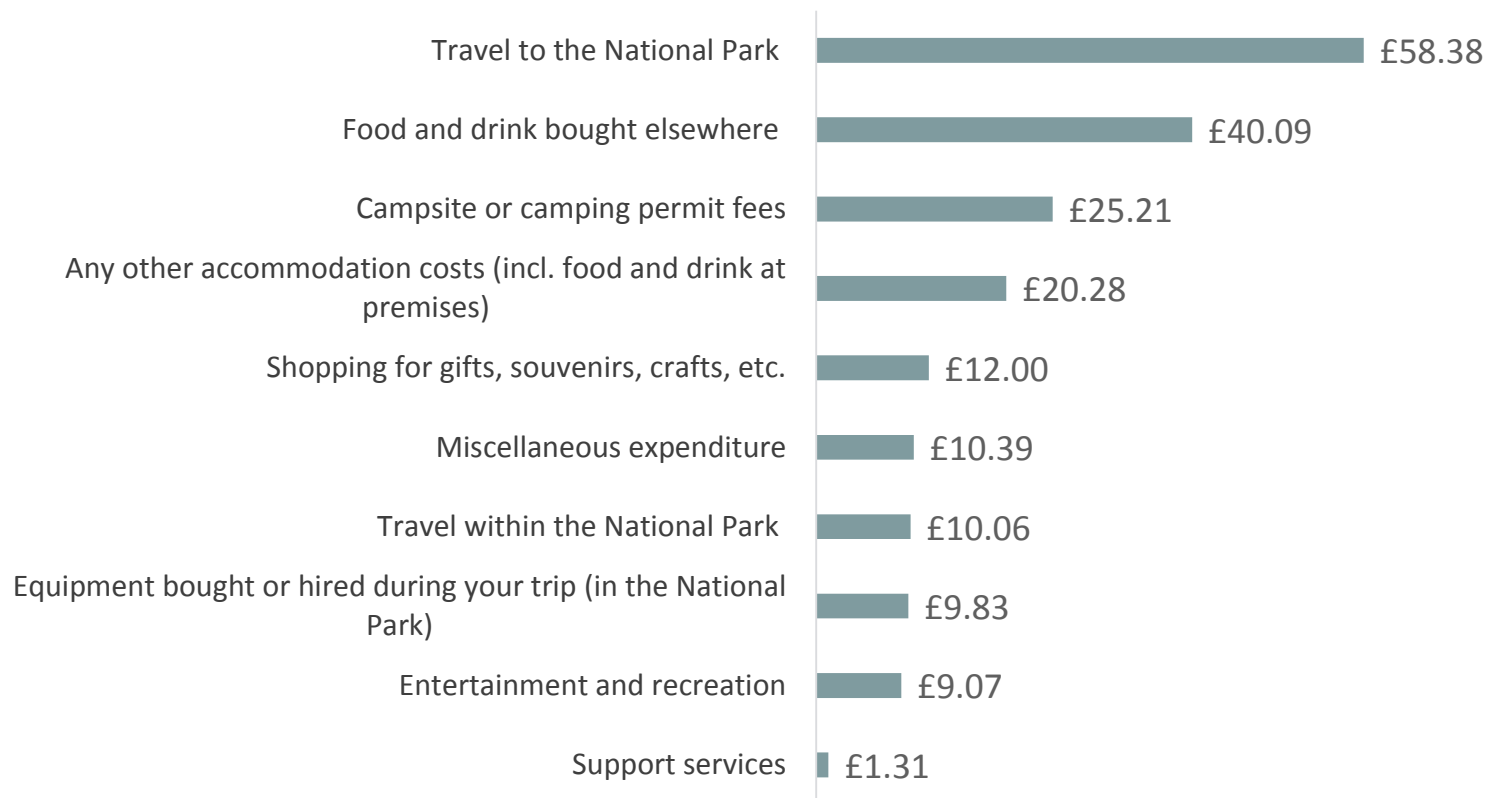 Travel to the National Park £58.38
Food and drink bought elsewhere £40.09
Campsite or camping permit fees £25.21
Any other accommodation costs (incl. food and drink at
premises) £20.28
Shopping for gifts, souvenirs, crafts, etc. £12.00
Miscellaneous expenditure £10.39
Travel within the National Park £10.06
Equipment bought or hired during your trip (in the National
Park) £9.83
Entertainment and recreation £9.07
Support services £1.31